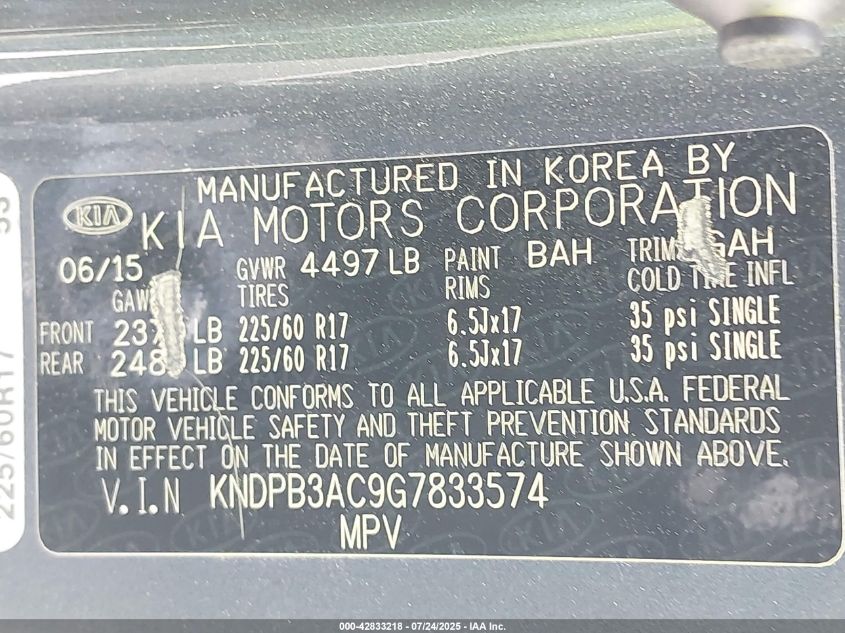 MANUFACTURED IN KOREA BY
KIA KIA MOTORS CORPORATION
06/15 GVWR 4497 LB PAINT BAH TRIM GAH
TIRES RIMS COLD INFL
FRONT LB 225/60 R17 6.5Jx17 35 psi SINGLE
REAR LB 225/60 R17 6.5Jx17 35 psi SINGLE
THIS VEHICLE CONFORMS TO ALL APPLICABLE U.S.A. FEDERAL
MOTOR VEHICLE SAFETY AND THEFT PREVENTION STANDARDS
IN EFFECT ON THE DATE OF MANUFACTURE SHOWN ABOVE.
V.I.N KNDPB3AC9G7833574
MPV
225/60R17
000-42833218 - 07/24/2025 - IAA Inc.